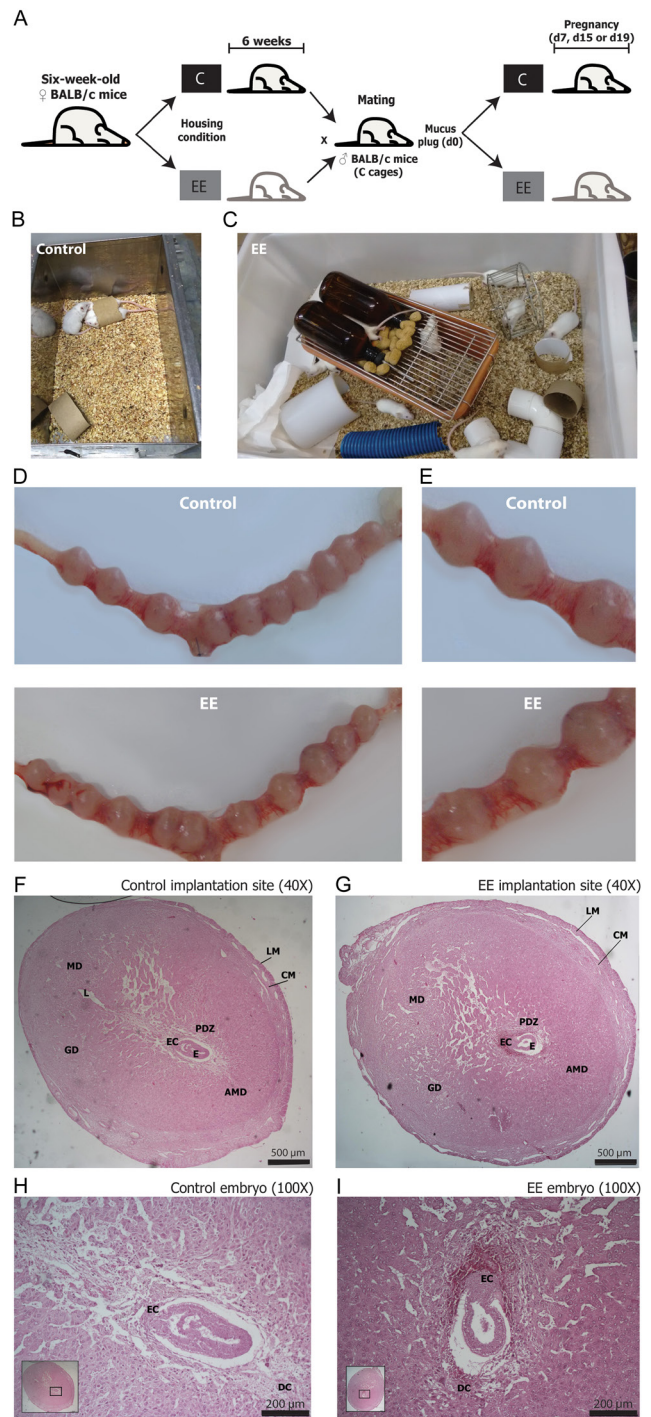 A
6 weeks
Pregnancy
(d7, d15 or d19)
Six-week-old
♀ BALB/c mice
C
C
Housing
condition
Mating
x
Mucus
plug (d0)
♂ BALB/c mice
(C cages)
EE
EE
B
Control
C
EE
D
Control
E
Control
EE
EE
F
Control implantation site (40X)
LM
CM
MD
L
PDZ
EC
E
GD
AMD
500 µm
G
EE implantation site (40X)
LM
CM
MD
PDZ
EC
E
GD
AMD
500 µm
H
Control embryo (100X)
EC
DC
200 µm
I
EE embryo (100X)
EC
DC
200 µm